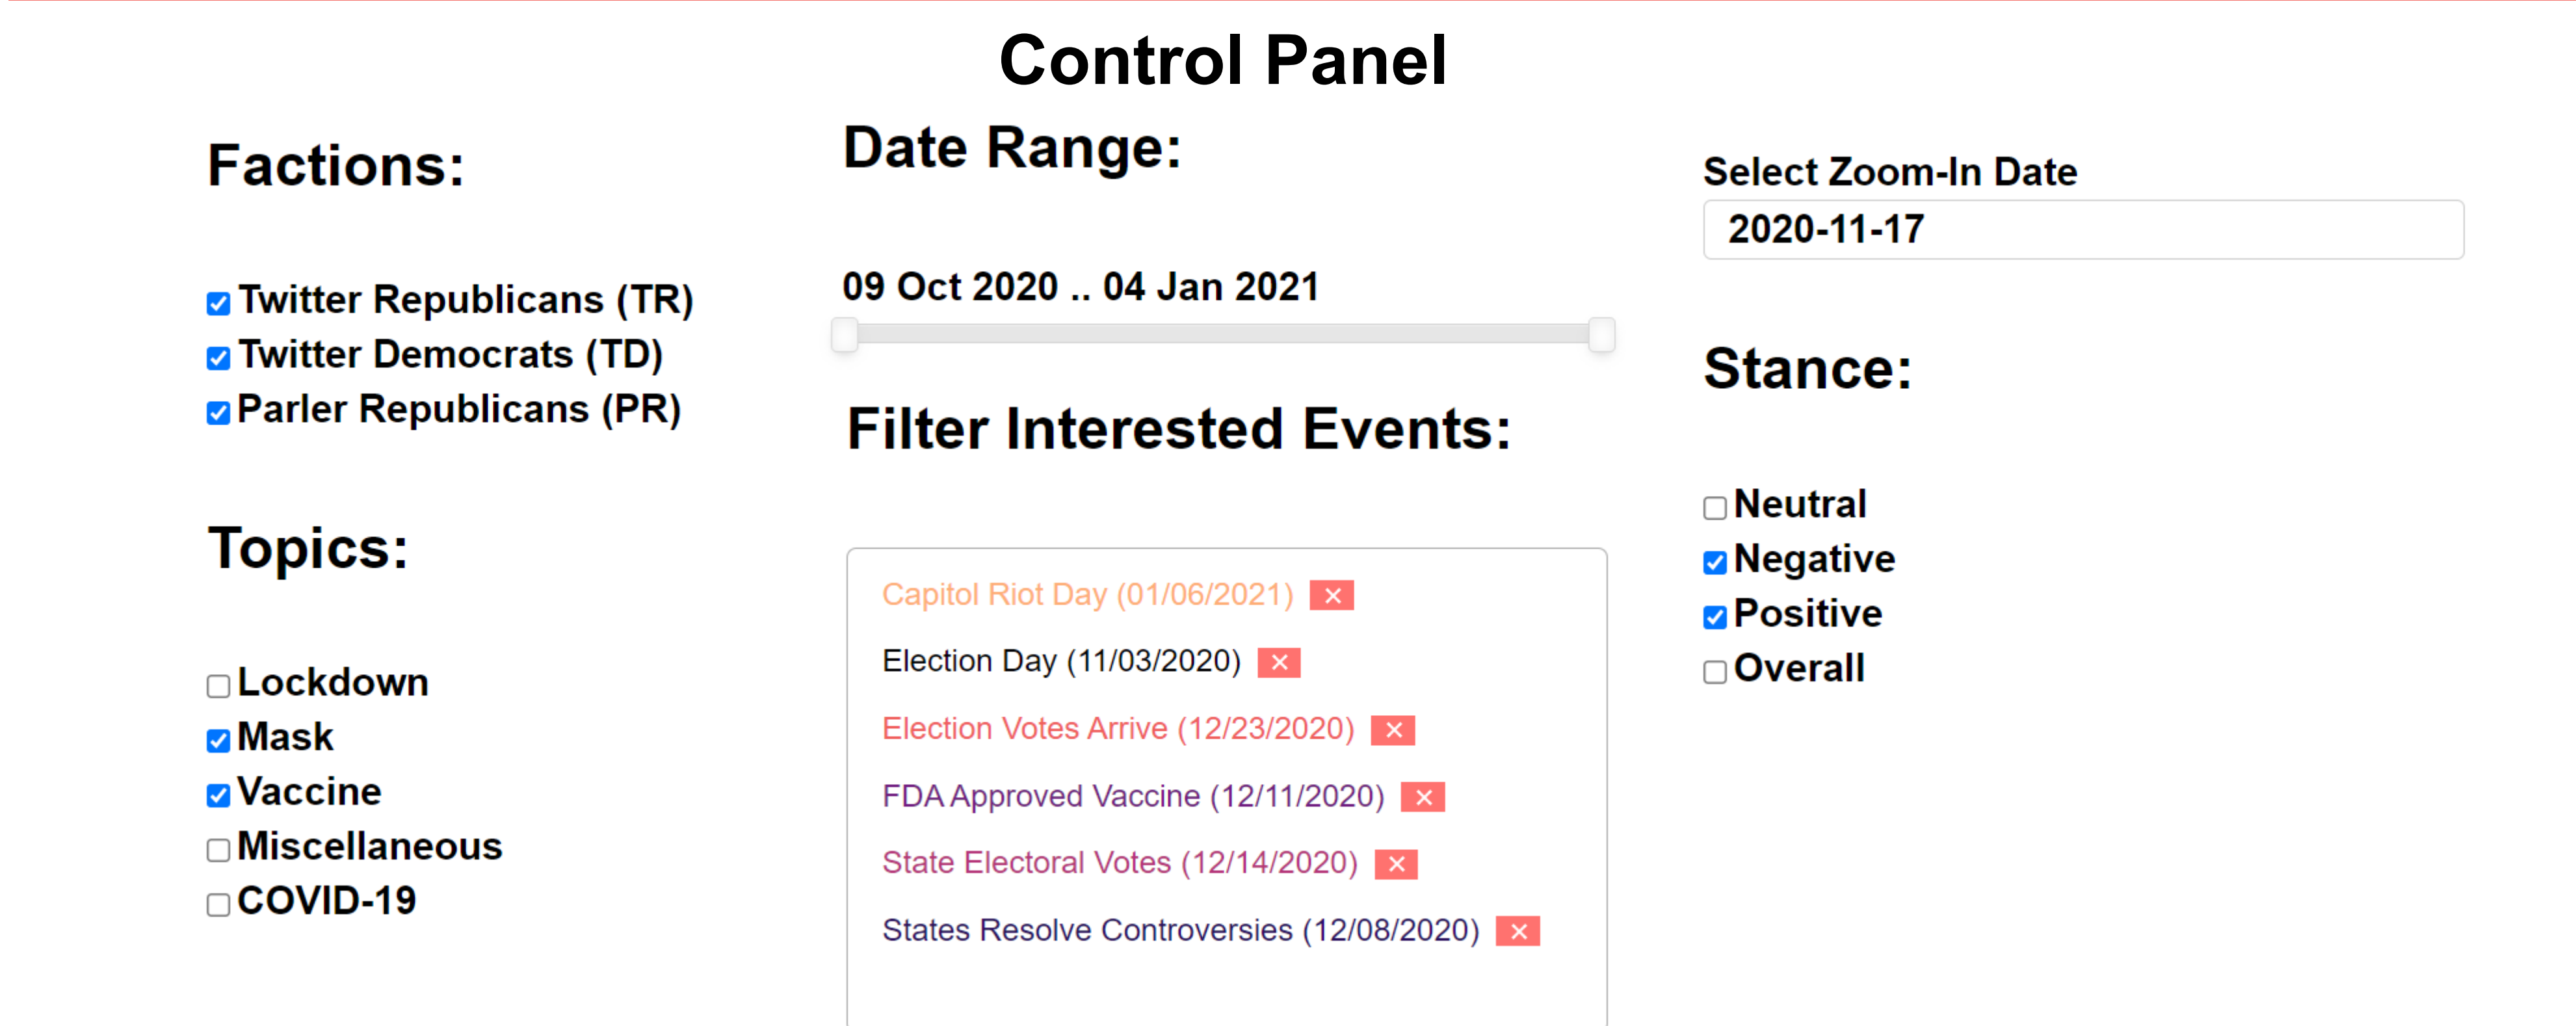 Control Panel
Factions:
Twitter Republicans (TR)
Twitter Democrats (TD)
Parler Republicans (PR)
Topics:
Lockdown
Mask
Vaccine
Miscellaneous
COVID-19
Date Range:
09 Oct 2020 .. 04 Jan 2021
Filter Interested Events:
Capitol Riot Day (01/06/2021)
Election Day (11/03/2020)
Election Votes Arrive (12/23/2020)
FDA Approved Vaccine (12/11/2020)
State Electoral Votes (12/14/2020)
States Resolve Controversies (12/08/2020)
Select Zoom-In Date
2020-11-17
Stance:
Neutral
Negative
Positive
Overall